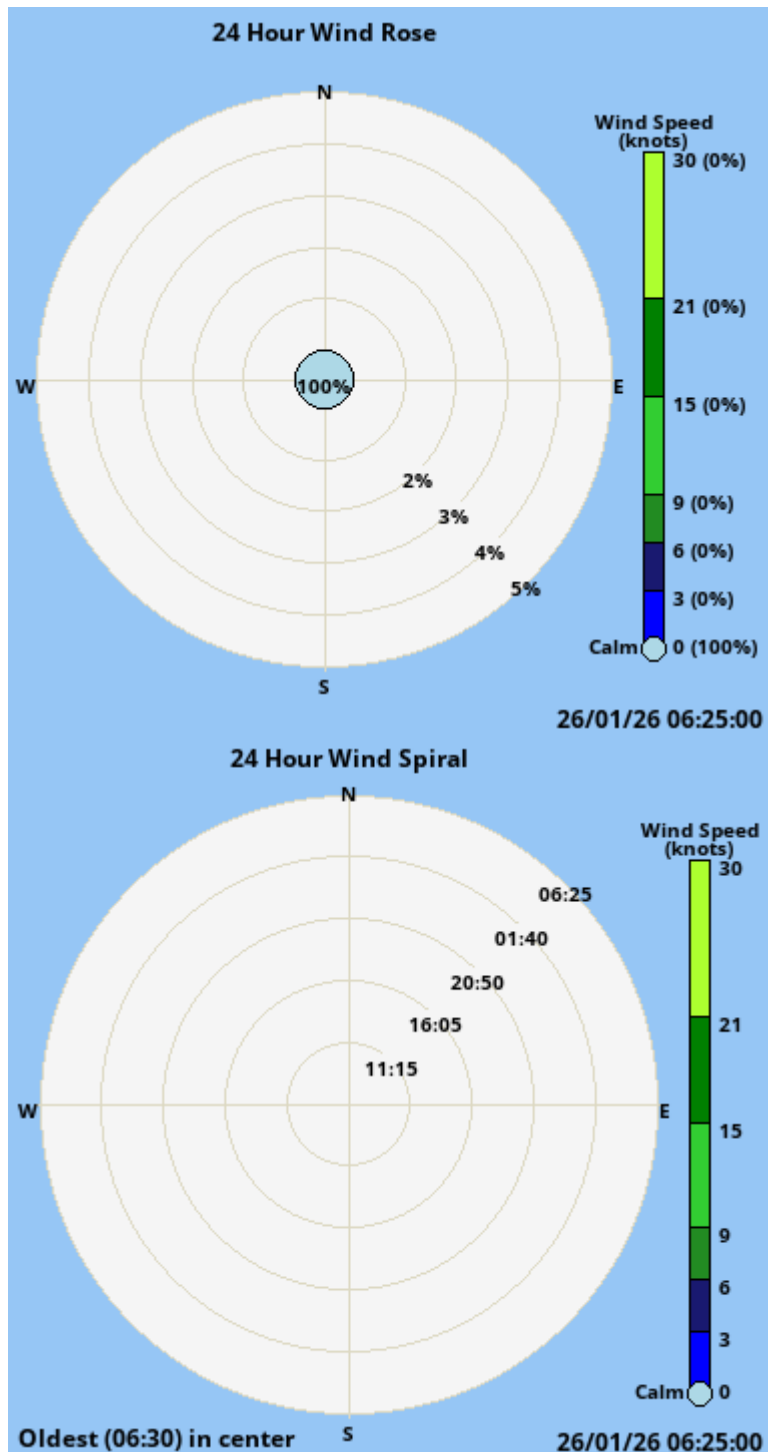 24 Hour Wind Rose
N
Wind Speed
(knots)
30 (0%)
21 (0%)
W
100%
E
15 (0%)
2%
9 (0%)
3%
6 (0%)
4%
5%
3 (0%)
Calm 0 (100%)
S
26/01/26 06:25:00
24 Hour Wind Spiral
N
Wind Speed
(knots)
30
06:25
01:40
20:50
21
16:05
11:15
W
E
15
9
6
3
Calm 0
S
Oldest (06:30) in center
26/01/26 06:25:00